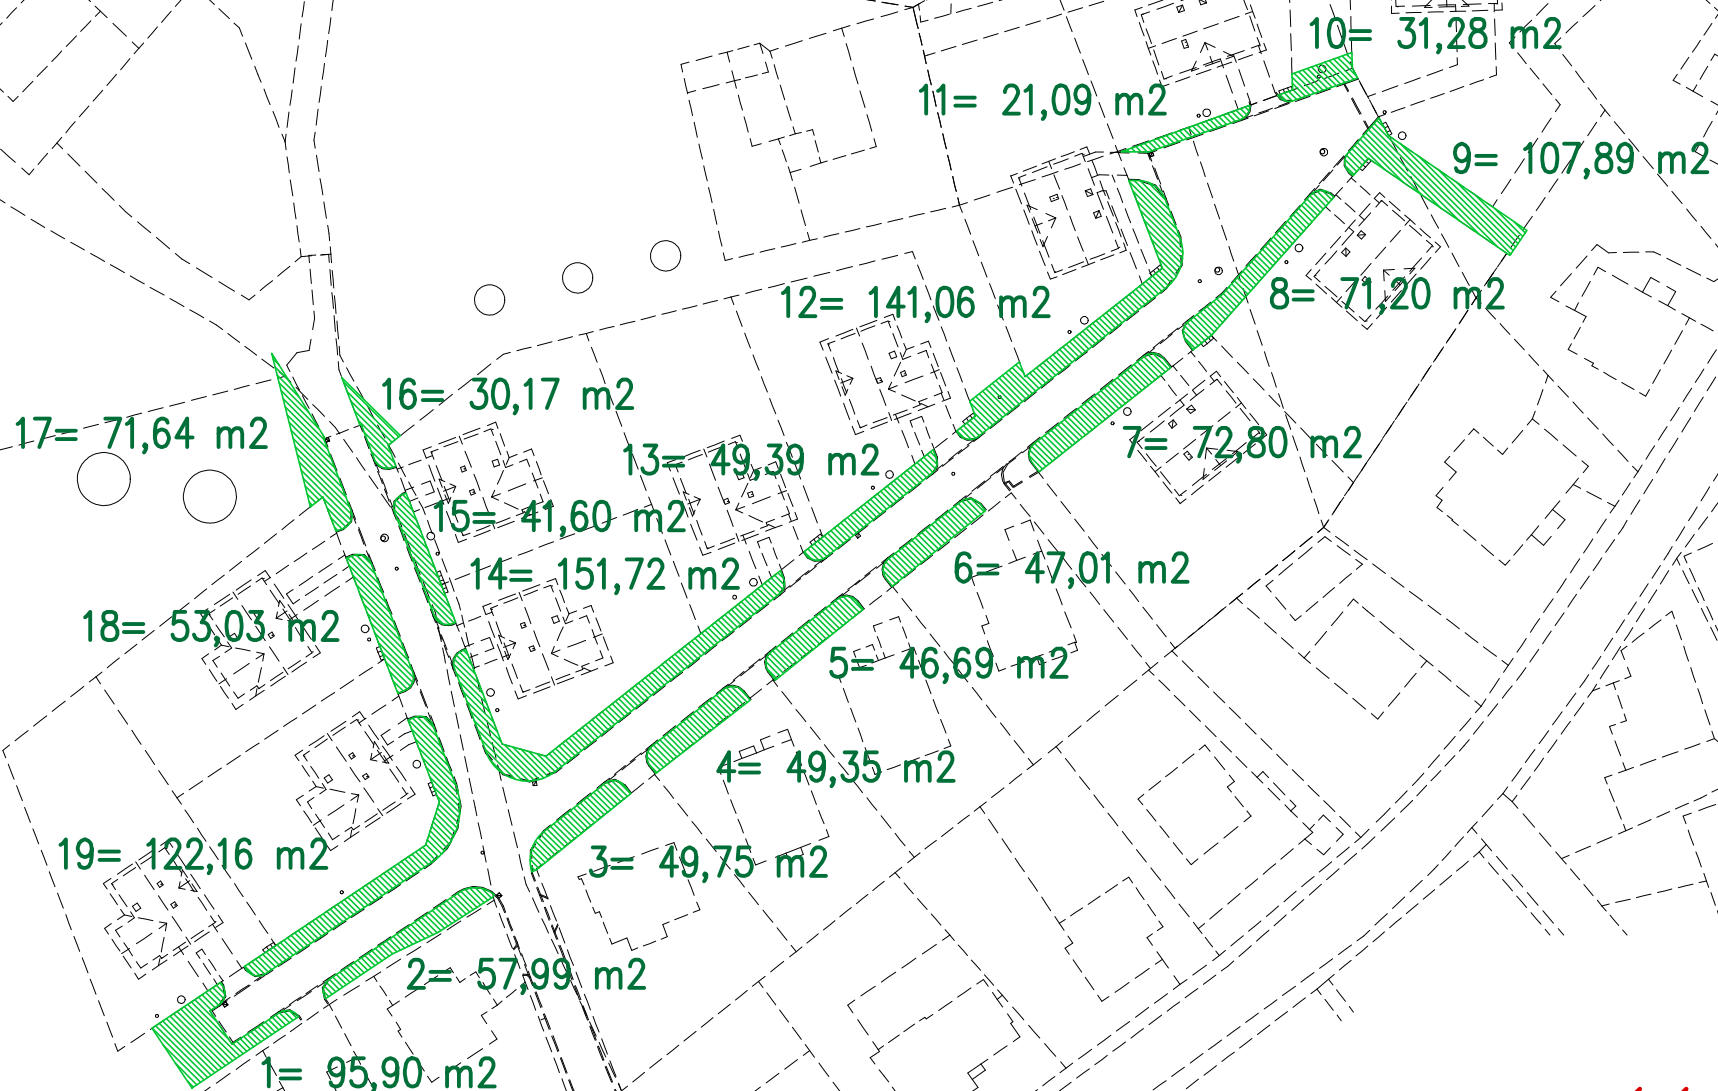 10= 31,28 m2
11= 21,09 m2
9= 107,89 m2
8= 71,20 m2
12= 141,06 m2
16= 30,17 m2
17= 71,64 m2
7= 72,80 m2
13= 49,39 m2
15= 41,60 m2
14= 151,72 m2
6= 47,01 m2
18= 53,03 m2
5= 46,69 m2
4= 49,35 m2
19= 122,16 m2
3= 49,75 m2
2= 57,99 m2
1= 95,90 m2